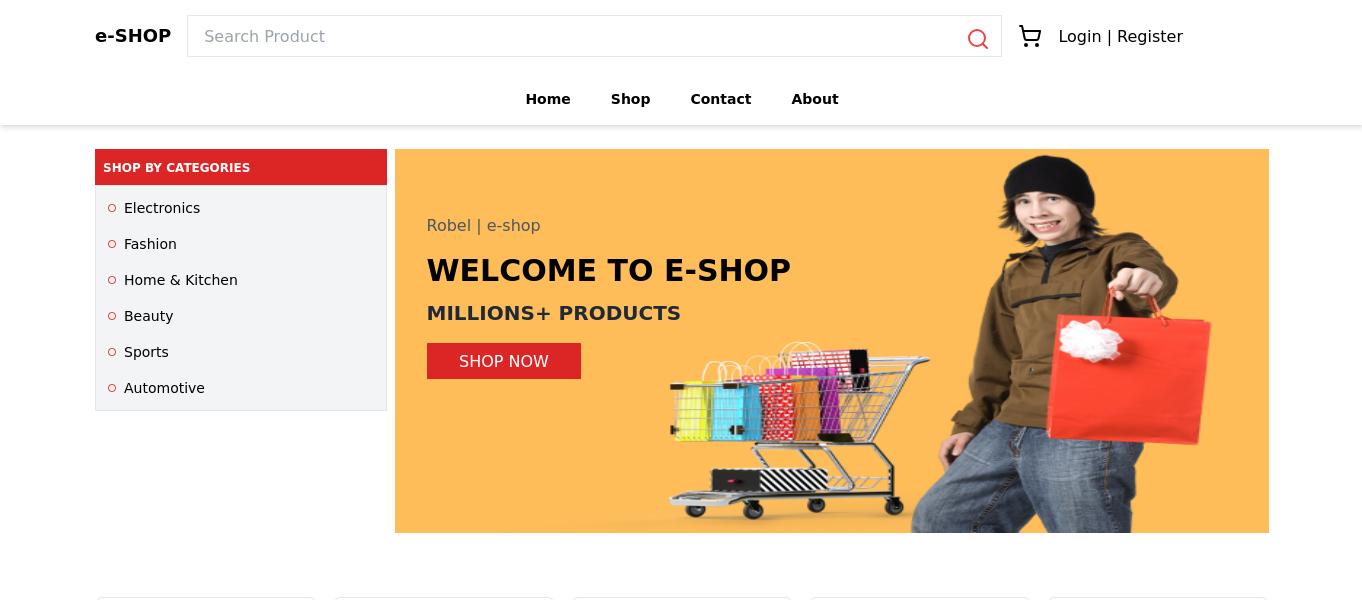 e-SHOP
Search Product
Login | Register
Home
Shop
Contact
About
SHOP BY CATEGORIES
Electronics
Fashion
Home & Kitchen
Beauty
Sports
Automotive
Robel | e-shop
WELCOME TO E-SHOP
MILLIONS+ PRODUCTS
SHOP NOW